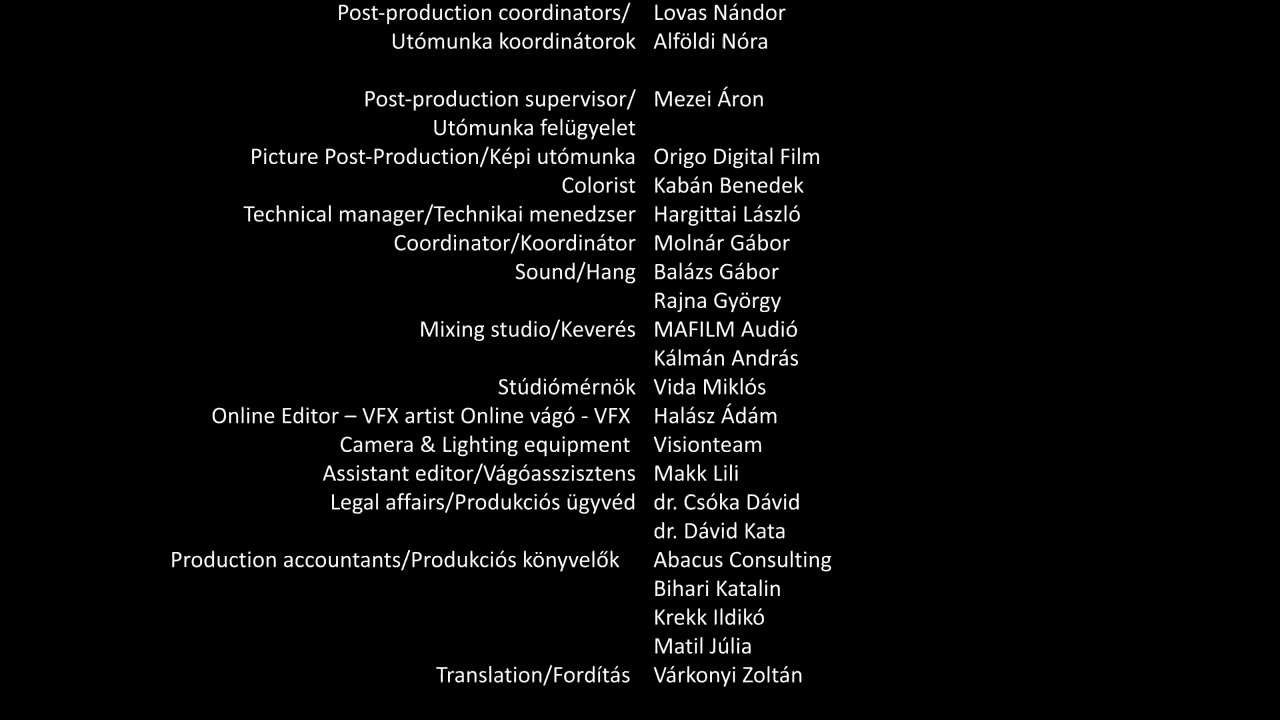 Post-production coordinators/ Lovas Nándor
Utómunka koordinátorok Alföldi Nóra
Post-production supervisor/ Mezei Áron
Utómunka felügyelet
Picture Post-Production/Képi utómunka Origo Digital Film
Colorist Kabán Benedek
Technical manager/Technikai menedzser Hargittai László
Coordinator/Koordinátor Molnár Gábor
Sound/Hang Balázs Gábor
Rajna György
Mixing studio/Keverés MAFILM Audió
Kálmán András
Stúdiómérnök Vida Miklós
Online Editor – VFX artist Online vágó - VFX Halász Ádám
Camera & Lighting equipment Visionteam
Assistant editor/Vágóasszisztens Makk Lili
Legal affairs/Produkciós ügyvéd dr. Csóka Dávid
dr. Dávid Kata
Production accountants/Produkciós könyvelők Abacus Consulting
Bihari Katalin
Krekk Ildikó
Matil Júlia
Translation/Fordítás Várkonyi Zoltán